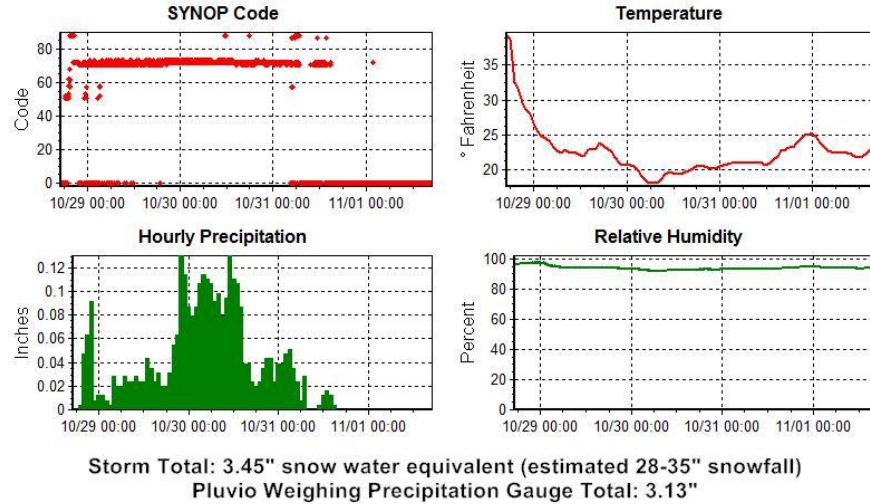 SYNOP Code
Code
80
60
40
20
0
10/29 00:00 10/30 00:00 10/31 00:00 11/01 00:00
Temperature
° Fahrenheit
35
30
25
20
10/29 00:00 10/30 00:00 10/31 00:00 11/01 00:00
Hourly Precipitation
Inches
0.12
0.1
0.08
0.06
0.04
0.02
0
10/29 00:00 10/30 00:00 10/31 00:00 11/01 00:00
Relative Humidity
Percent
100
80
60
40
20
0
10/29 00:00 10/30 00:00 10/31 00:00 11/01 00:00
Storm Total: 3.45" snow water equivalent (estimated 28-35" snowfall)
Pluvio Weighing Precipitation Gauge Total: 3.13"